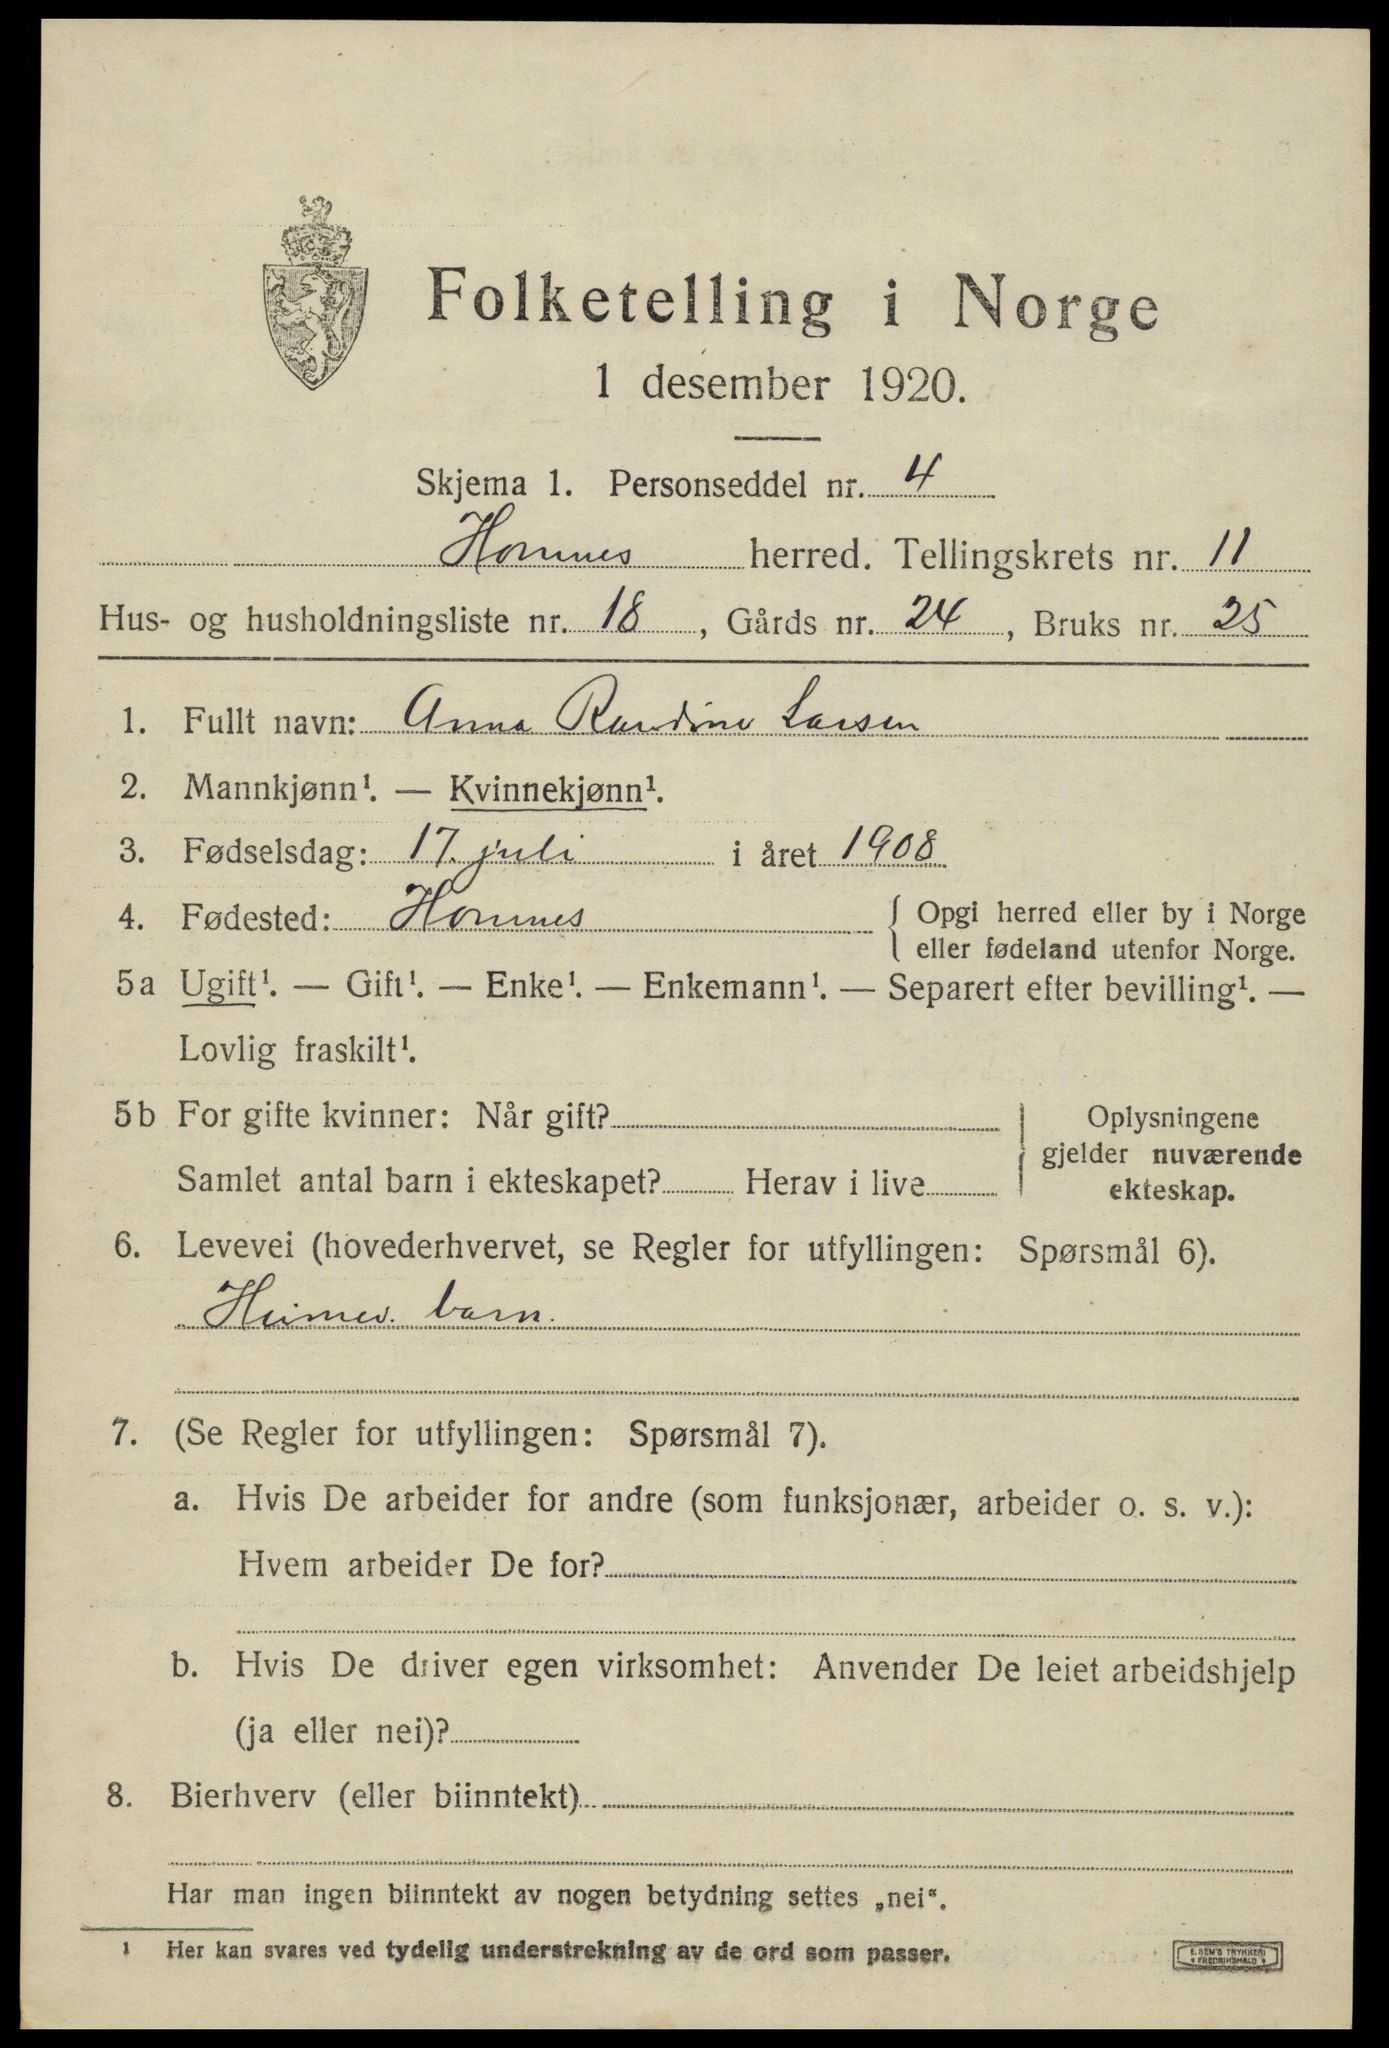 Folketelling i Norge
1 desember 1920.
Skjema 1. Personseddel nr. 4
Hornnes herred. Tellingskrets nr. 11
Hus- og husholdningsliste nr. 18, Gårds nr. 24, Bruks nr. 25
1. Fullt navn: Anna Randine Larsen
2. Mannkjønn¹. — Kvinnekjønn¹.
3. Fødselsdag: 17. juli i året 1908
4. Fødested: Hornnes { Opgi herred eller by i Norge
eller fødeland utenfor Norge.
5a Ugift¹. — Gift¹. — Enke¹. — Enkemann¹. — Separert efter bevilling¹. —
Lovlig fraskilt¹.
5b For gifte kvinner: Når gift?
Samlet antal barn i ekteskapet? Herav i live
Oplysningene
gjelder nuværende
ekteskap.
6. Levevei (hovederhvervet, se Regler for utfyllingen: Spørsmål 6).
barn.
7. (Se Regler for utfyllingen: Spørsmål 7).
a. Hvis De arbeider for andre (som funksjonær, arbeider o. s. v.):
Hvem arbeider De for?
b. Hvis De driver egen virksomhet: Anvender De leiet arbeidshjelp
(ja eller nei)?
8. Bierhverv (eller biinntekt)
Har man ingen biinntekt av nogen betydning settes „nei“.
¹ Her kan svares ved tydelig understrekning av de ord som passer.
E. SEM'S TRYKKERI
FREDRIKSHALD